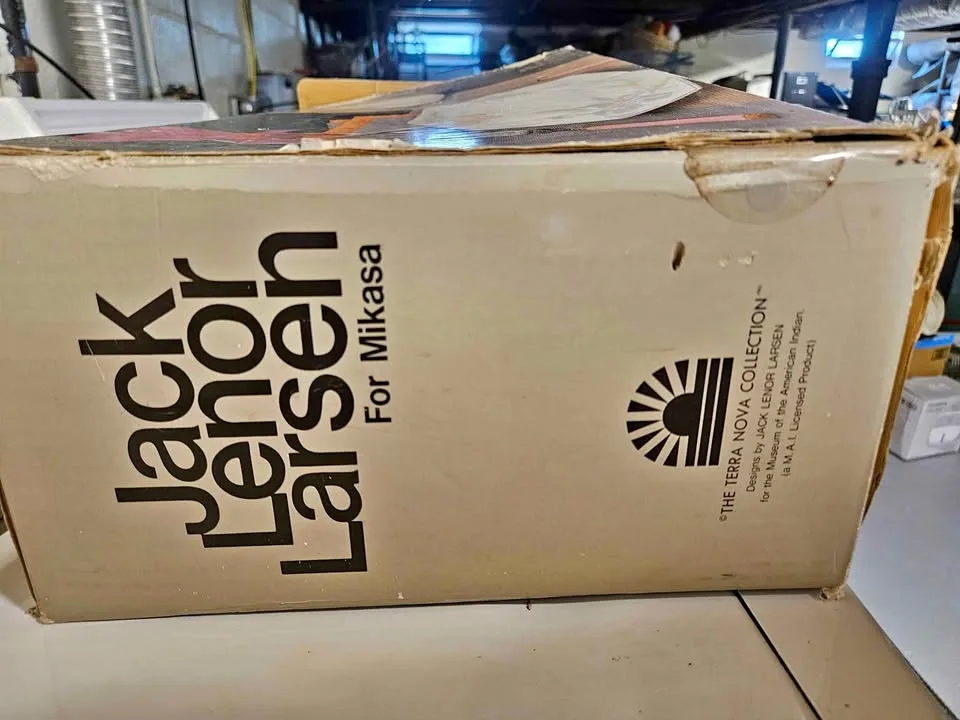 Jack
Lenor
Larsen
For Mikasa
©THE TERRA NOVA COLLECTION™
Designs by JACK LENOR LARSEN
for the Museum of the American Indian.
(a M.A.I. Licensed Product)